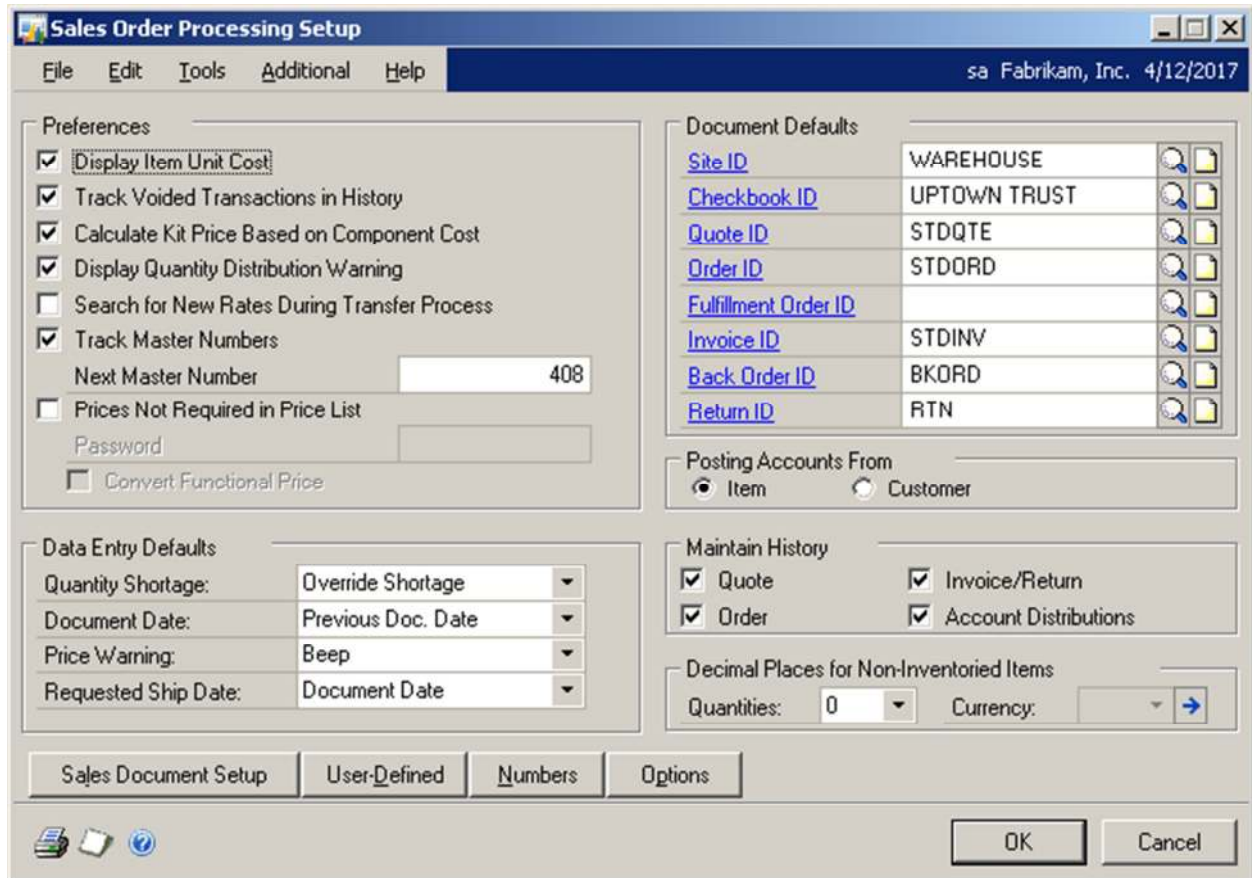 Sales Order Processing Setup
File Edit Tools Additional Help
sa Fabrikam, Inc. 4/12/2017
Preferences
Display Item Unit Cost
Track Voided Transactions in History
Calculate Kit Price Based on Component Cost
Display Quantity Distribution Warning
Search for New Rates During Transfer Process
Track Master Numbers
Next Master Number 408
Prices Not Required in Price List
Password
Convert Functional Price
Document Defaults
Site ID WAREHOUSE
Checkbook ID UPTOWN TRUST
Quote ID STDQTE
Order ID STDORD
Fulfillment Order ID
Invoice ID STDINV
Back Order ID BKORD
Return ID RTN
Posting Accounts From
Item Customer
Data Entry Defaults
Quantity Shortage: Override Shortage
Document Date: Previous Doc. Date
Price Warning: Beep
Requested Ship Date: Document Date
Maintain History
Quote Invoice/Return
Order Account Distributions
Decimal Places for Non-Inventoried Items
Quantities: 0 Currency:
Sales Document Setup User-Defined Numbers Options
OK Cancel